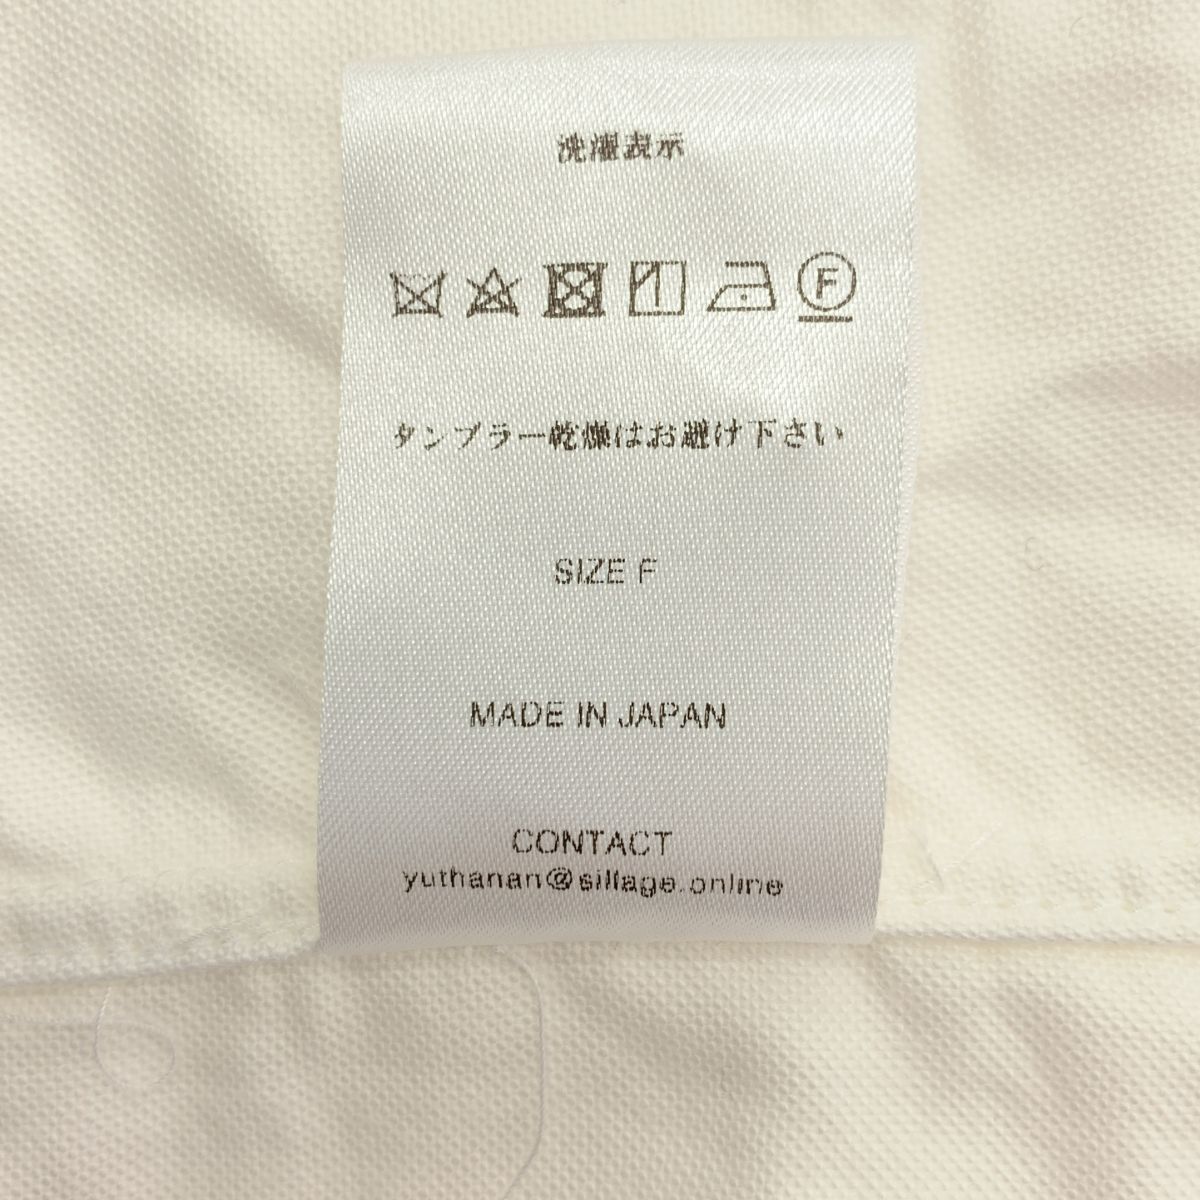 洗濯表示
F
タンブラー乾燥はお避け下さい
SIZE F
MADE IN JAPAN
CONTACT
yuthanan@sillage.online